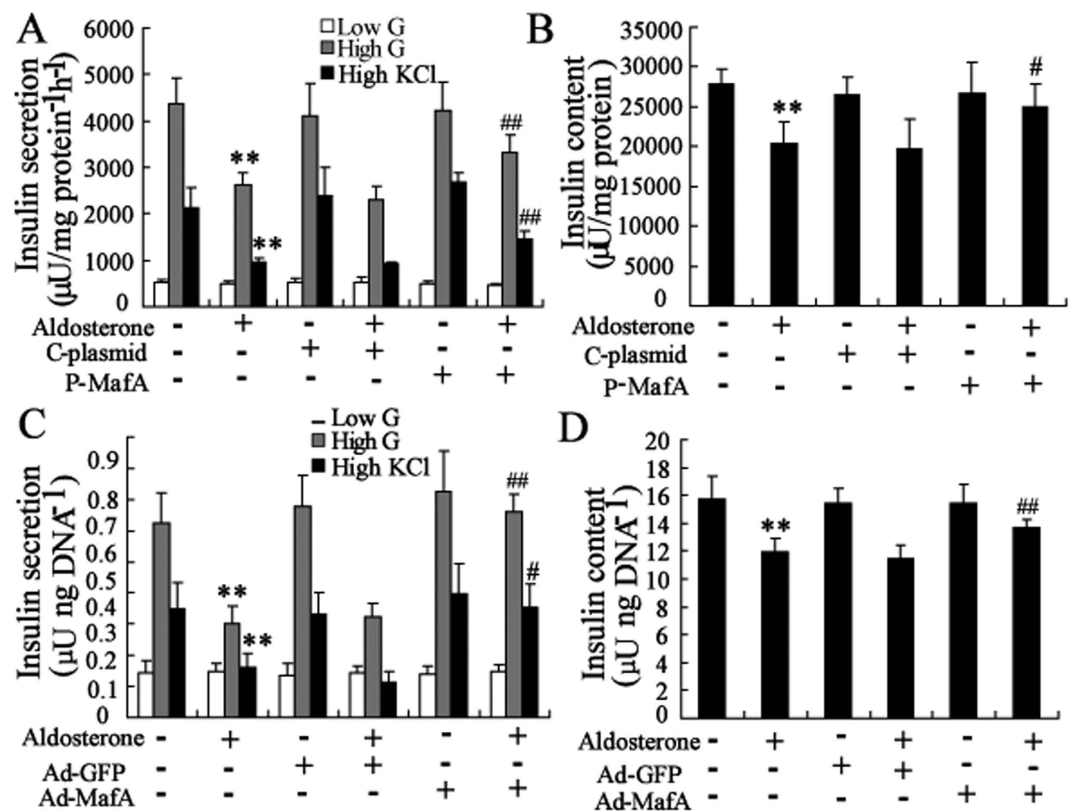 A
Low G
High G
High KCl
Insulin secretion
(μU/mg protein-1h-1)
6000
5000
4000
3000
2000
1000
0
**
**
##
##
Aldosterone - + - + - +
C-plasmid - - + + - -
P-MafA - - - - + +
B
Insulin content
(μU/mg protein)
35000
30000
25000
20000
25000
10000
5000
0
**
#
Aldosterone - + - + - +
C-plasmid - - + + - -
P-MafA - - - - + +
C
Low G
High G
High KCl
Insulin secretion
(μU ng DNA-1)
0.9
0.8
0.7
0.6
0.5
0.4
0.3
0.2
0.1
0
**
**
##
#
Aldosterone - + - + - +
Ad-GFP - - + + - -
Ad-MafA - - - - + +
D
Insulin content
(μU ng DNA-1)
20
18
16
14
12
10
8
6
4
2
0
**
##
Aldosterone - + - + - +
Ad-GFP - - + + - -
Ad-MafA - - - - + +